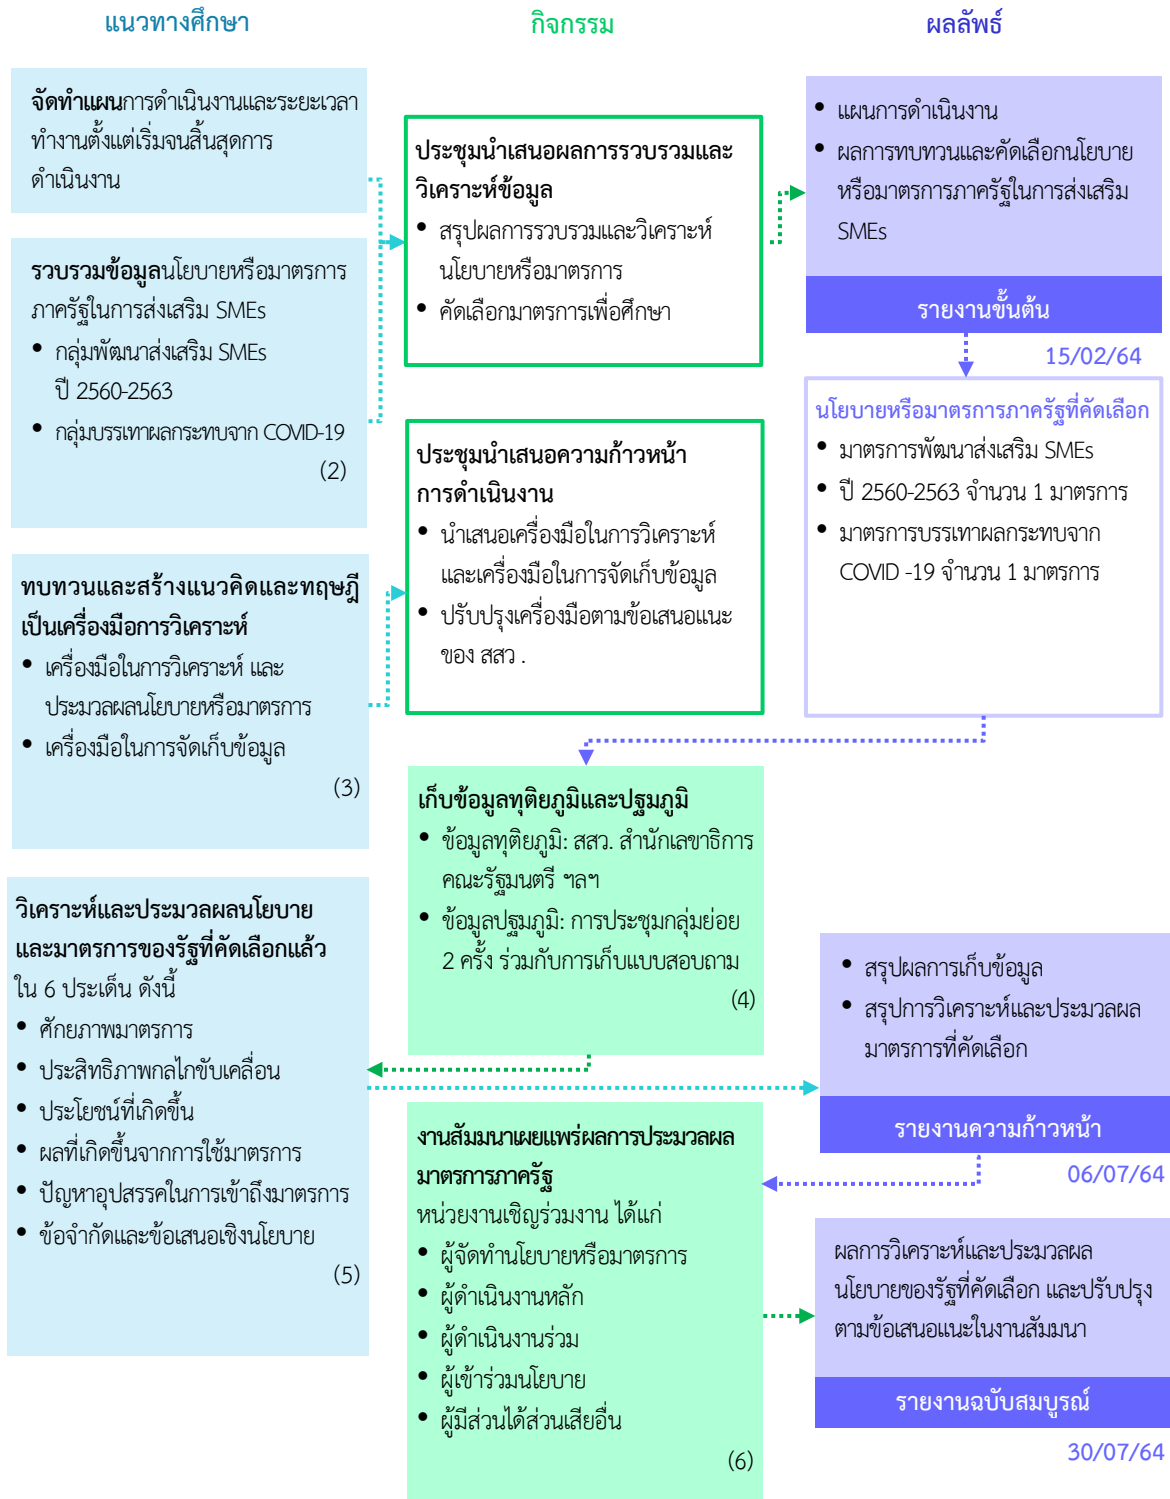 แนวทางศึกษา
กิจกรรม
ผลลัพธ์
จัดทำแผนการดำเนินงานและระยะเวลา
ทำงานตั้งแต่เริ่มจนสิ้นสุดการ
ดำเนินงาน
รวบรวมข้อมูลนโยบายหรือมาตรการ
ภาครัฐในการส่งเสริม SMEs
• กลุ่มพัฒนาส่งเสริม SMEs
ปี 2560-2563
• กลุ่มบรรเทาผลกระทบจาก COVID-19
(2)
ทบทวนและสร้างแนวคิดและทฤษฎี
เป็นเครื่องมือการวิเคราะห์
• เครื่องมือในการวิเคราะห์ และ
ประมวลผลนโยบายหรือมาตรการ
• เครื่องมือในการจัดเก็บข้อมูล
(3)
วิเคราะห์และประมวลผลนโยบาย
และมาตรการของรัฐที่คัดเลือกแล้ว
ใน 6 ประเด็น ดังนี้
• ศักยภาพมาตรการ
• ประสิทธิภาพกลไกขับเคลื่อน
• ประโยชน์ที่เกิดขึ้น
• ผลที่เกิดขึ้นจากการใช้มาตรการ
• ปัญหาอุปสรรคในการเข้าถึงมาตรการ
• ข้อจำกัดและข้อเสนอเชิงนโยบาย
(5)
ประชุมนำเสนอผลการรวบรวมและ
วิเคราะห์ข้อมูล
• สรุปผลการรวบรวมและวิเคราะห์
นโยบายหรือมาตรการ
• คัดเลือกมาตรการเพื่อศึกษา
ประชุมนำเสนอความก้าวหน้า
การดำเนินงาน
• นำเสนอเครื่องมือในการวิเคราะห์
และเครื่องมือในการจัดเก็บข้อมูล
• ปรับปรุงเครื่องมือตามข้อเสนอแนะ
ของ สสว .
เก็บข้อมูลทุติยภูมิและปฐมภูมิ
• ข้อมูลทุติยภูมิ: สสว. สำนักเลขาธิการ
คณะรัฐมนตรี ฯลฯ
• ข้อมูลปฐมภูมิ: การประชุมกลุ่มย่อย
2 ครั้ง ร่วมกับการเก็บแบบสอบถาม
(4)
งานสัมมนาเผยแพร่ผลการประมวลผล
มาตรการภาครัฐ
หน่วยงานเชิญร่วมงาน ได้แก่
• ผู้จัดทำนโยบายหรือมาตรการ
• ผู้ดำเนินงานหลัก
• ผู้ดำเนินงานร่วม
• ผู้เข้าร่วมนโยบาย
• ผู้มีส่วนได้ส่วนเสียอื่น
(6)
• แผนการดำเนินงาน
• ผลการทบทวนและคัดเลือกนโยบาย
หรือมาตรการภาครัฐในการส่งเสริม
SMEs
รายงานขั้นต้น
15/02/64
นโยบายหรือมาตรการภาครัฐที่คัดเลือก
• มาตรการพัฒนาส่งเสริม SMEs
• ปี 2560-2563 จำนวน 1 มาตรการ
• มาตรการบรรเทาผลกระทบจาก
COVID -19 จำนวน 1 มาตรการ
• สรุปผลการเก็บข้อมูล
• สรุปการวิเคราะห์และประมวลผล
มาตรการที่คัดเลือก
รายงานความก้าวหน้า
06/07/64
ผลการวิเคราะห์และประมวลผล
นโยบายของรัฐที่คัดเลือก และปรับปรุง
ตามข้อเสนอแนะในงานสัมมนา
รายงานฉบับสมบูรณ์
30/07/64